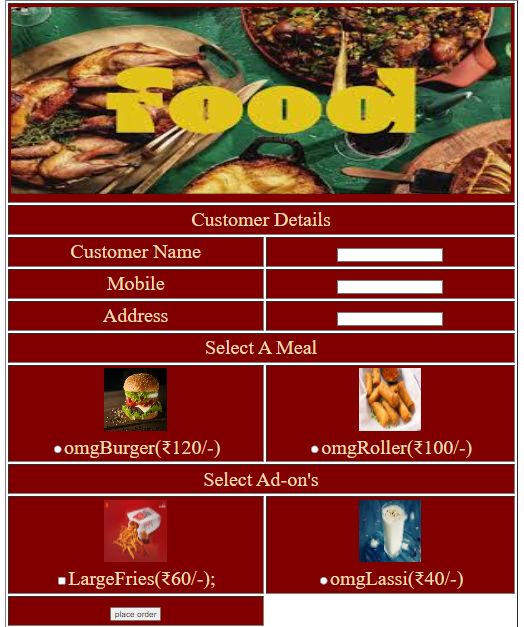 food
Customer Details
Customer Name
Mobile
Address
Select A Meal
omgBurger(₹120/-)
omgRoller(₹100/-)
Select Ad-on's
LargeFries(₹60/-);
omgLassi(₹40/-)
place order